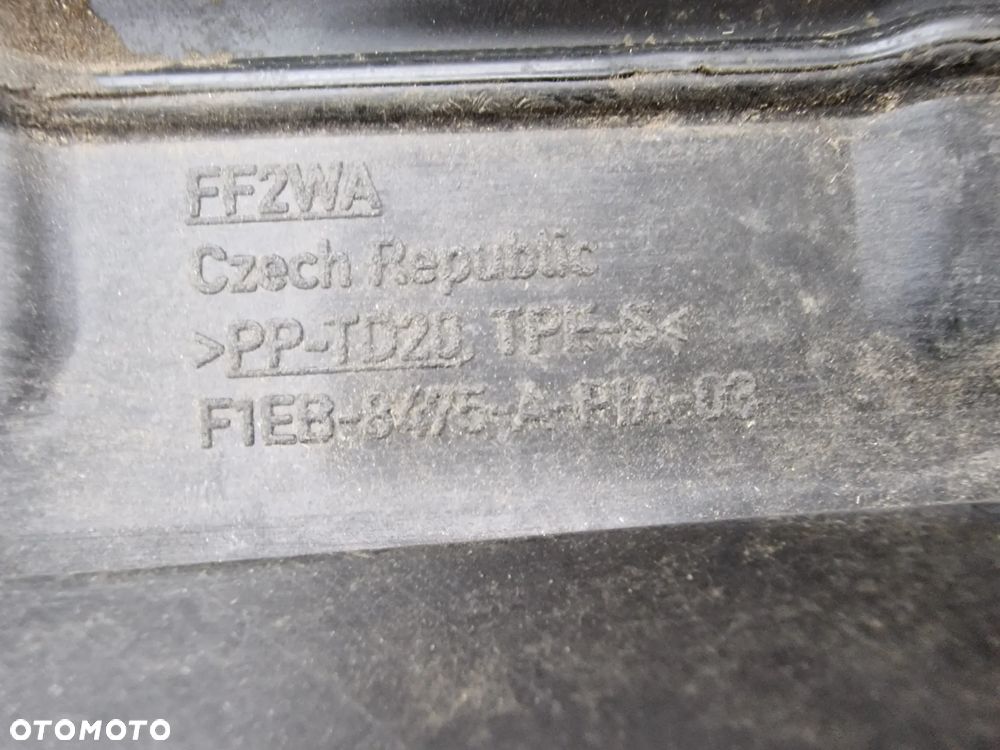 FF2WA
Czech Republic
>PP-TD20, TPE-S<
F1EB-8475-A-PIA-03
OTOMOTO